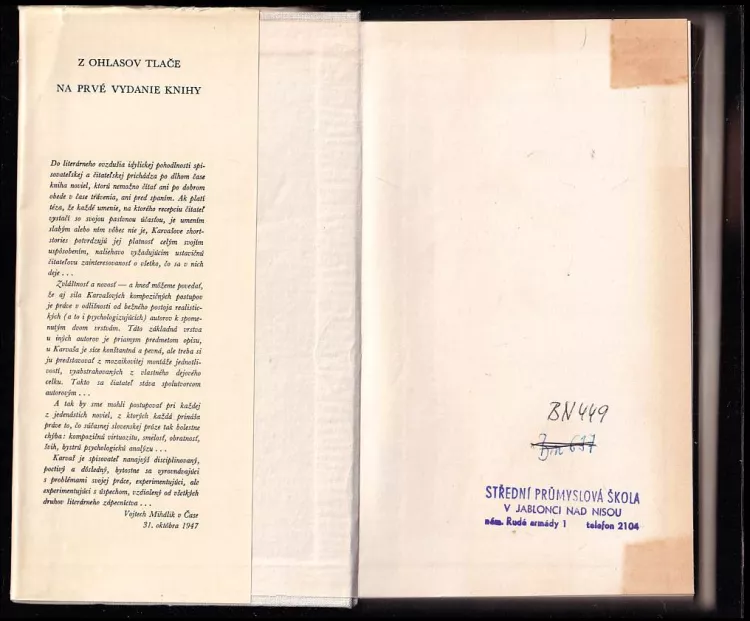 Z OHLASOV TLAČE
NA PRVÉ VYDANIE KNIHY
Do literárneho ovzdušia idylickej pohodlnosti spi-
sovateľskej a čitateľskej prichádza po dlhom čase
kniha noviel, ktorú nemožno čítať ani po dobrom
obede v čase trávenia, ani pred spaním. Ak platí
téza, že každé umenie, na ktorého recepciu čitateľ
vystačí so svojou pasívnou účasťou, je umením
slabým alebo ním vôbec nie je, Karvašove short-
stories potvrdzujú jej platnosť celým svojím
uspôsobením, naliehavo vyžadujúcim ustavičnú
čitateľovu zainteresovanosť o všetko, čo sa v nich
deje . . .
Zvláštnosť a novosť — a hneď môžeme povedať,
že aj sila Karvašových kompozičných postupov
je práve v odlišnosti od bežného postoja realistic-
kých (a to i psychologizujúcich) autorov k spome-
nutým dvom vrstvám. Táto základná vrstva
u iných autorov je priamym predmetom opisu,
u Karvaša je síce konštantná a pevná, ale treba si
ju predstavovať z mozaikovitej montáže jednotli-
vostí, vyabstrahovaných z vlastného dejového
celku. Takto sa čitateľ stáva spolutvorcom
autorovým . . .
A tak by sme mohli postupovať pri každej
z jedenástich noviel, z ktorých každá prináša
práve to, čo súčasnej slovenskej próze tak bolestne
chýba: kompozičnú virtuozitu, smelosť, obratnosť,
švih, bystrú psychologickú analýzu . . .
Karvaš je spisovateľ nanajvýš disciplinovaný,
poctivý a dôsledný, bytostne sa vyrovnávajúci
s problémami svojej práce, experimentujúci, ale
experimentujúci s úspechom, vzdialený od všetkých
druhov literárneho zápecníctva . . .
Vojtech Mihálik v Čase
31. októbra 1947
BN 449
STŘEDNÍ PRŮMYSLOVÁ ŠKOLA
V JABLONCI NAD NISOU
nám. Rudé armády 1 telefon 2104